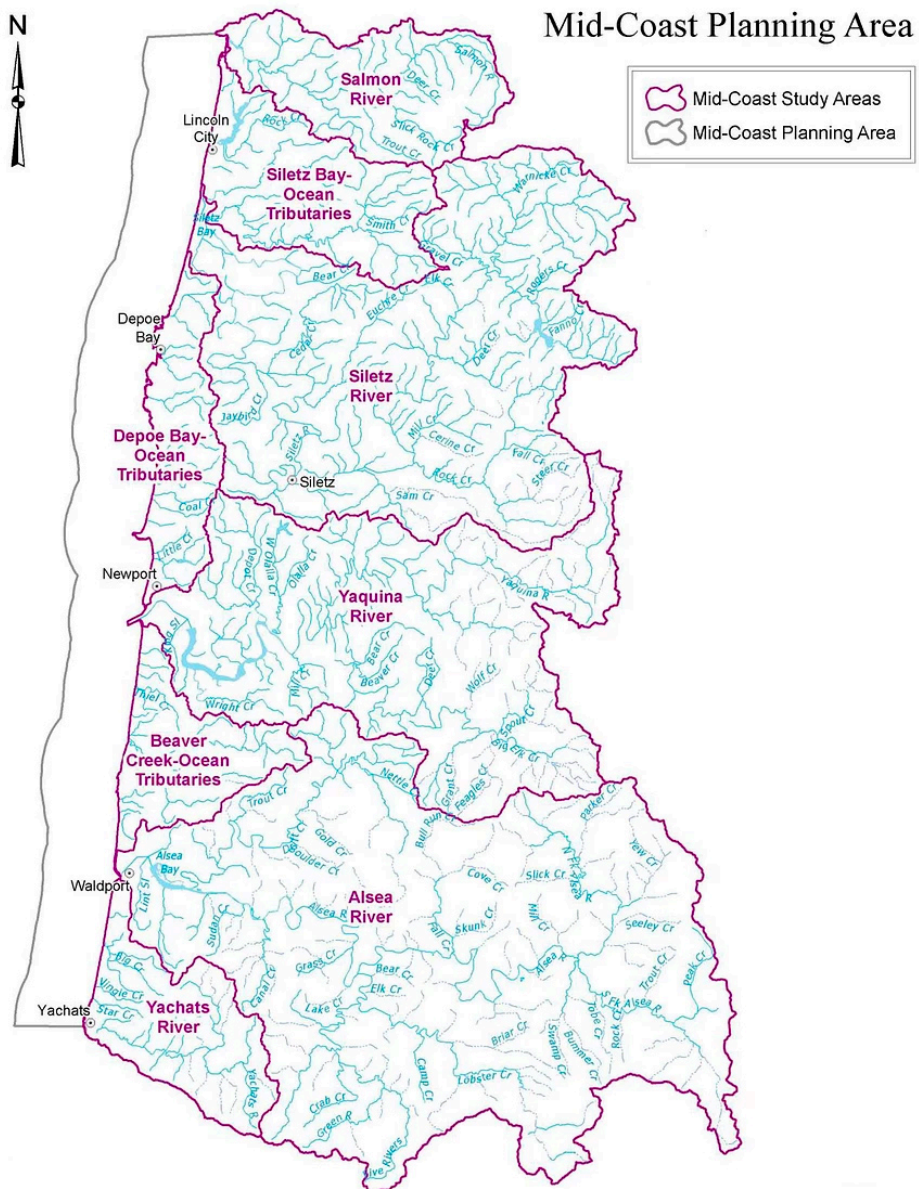 Mid-Coast Planning Area
N
Mid-Coast Study Areas
Mid-Coast Planning Area
Salmon
River
Salmon R
Deer Cr
Slick Rock Cr
Trout Cr
Rock Cr
Lincoln
City
Siletz Bay-
Ocean
Tributaries
Smith Cr
Siletz
Bay
Warnicke Cr
Gravel Cr
Elk Cr
Rogers Cr
Bear Cr
Euchre Cr
Cedar Cr
Fanno Cr
Deer Cr
Depoe
Bay
Siletz
River
Jaybird Cr
Siletz R
Mill Cr
Cerine Cr
Fall Cr
Steer Cr
Rock Cr
Sam Cr
Siletz
Depoe Bay-
Ocean
Tributaries
Coal
Little Cr
Newport
Depot Cr
W Olalla Cr
Olalla Cr
Yaquina
River
Yaquina R
King Sl
Bear Cr
Beaver Cr
Deer Cr
Mill Cr
Wolf Cr
Wright Cr
Thiel Cr
Spout Cr
Big Elk Cr
Beaver
Creek-Ocean
Tributaries
Grant Cr
Feagles Cr
Nettle
Trout Cr
Bull Run Cr
Parker Cr
Drift Cr
Gold Cr
Boulder Cr
Yew Cr
Alsea
Bay
Waldport
Lint Sl
N Fk Alsea R
Cove Cr
Slick Cr
Alsea
River
Alsea R
Sudan Cr
Fall Cr
Skunk Cr
Mill Cr
Seeley Cr
Alsea R
Big Cr
Grass Cr
Bear Cr
Elk Cr
Canal Cr
Trout Cr
Peak Cr
Vingie Cr
Star Cr
Yachats
Yachats
River
Lake Cr
S Fk Alsea R
Tobe Cr
Rock Cr
Briar Cr
Swamp Cr
Bummer Cr
Camp Cr
Lobster Cr
Yachats R
Crab Cr
Green R
Five Rivers